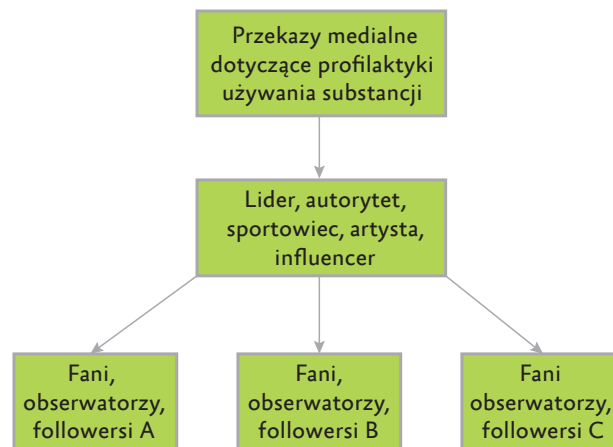 Przekazy medialne
dotyczące profilaktyki
używania substancji
Lider, autorytet,
sportowiec, artysta,
influencer
Fani,
obserwatorzy,
followersi A
Fani,
obserwatorzy,
followersi B
Fani
obserwatorzy,
followersi C